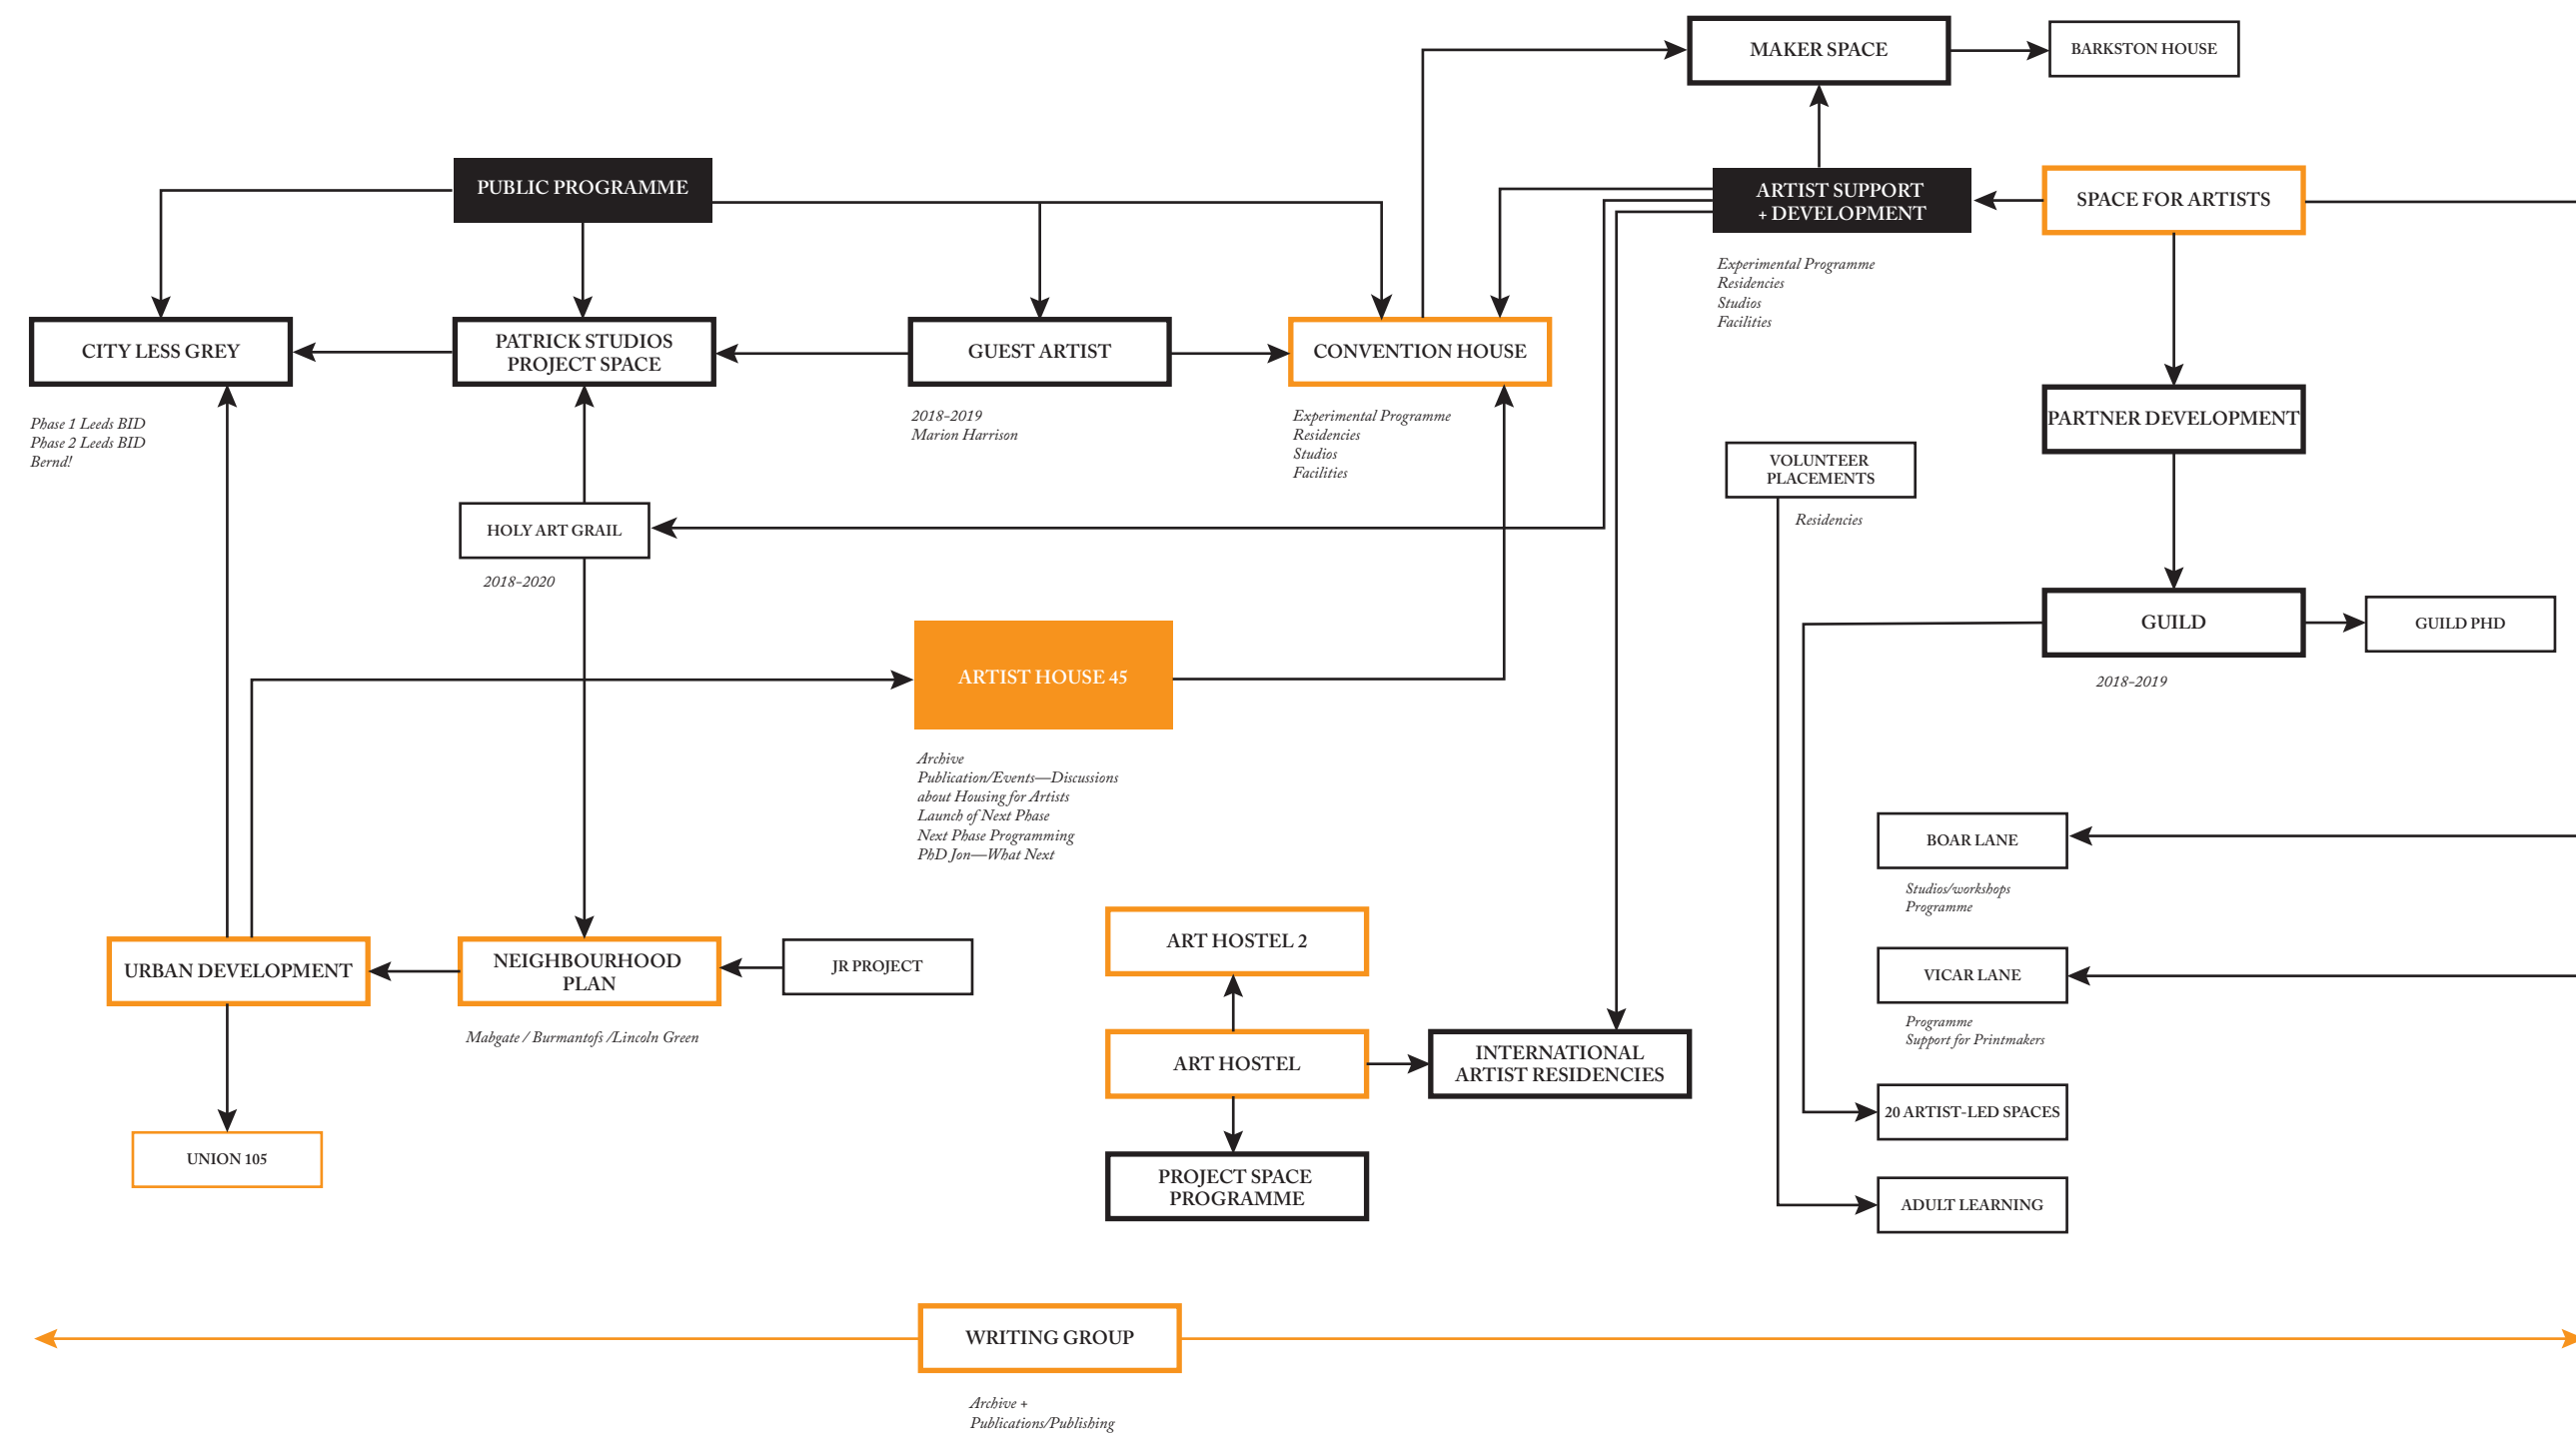 MAKER SPACE
BARKSTON HOUSE
PUBLIC PROGRAMME
ARTIST SUPPORT
+ DEVELOPMENT
SPACE FOR ARTISTS
Experimental Programme
Residencies
Studios
Facilities
CITY LESS GREY
PATRICK STUDIOS
PROJECT SPACE
GUEST ARTIST
CONVENTION HOUSE
Phase 1 Leeds BID
Phase 2 Leeds BID
Bernd!
2018-2019
Marion Harrison
Experimental Programme
Residencies
Studios
Facilities
PARTNER DEVELOPMENT
VOLUNTEER
PLACEMENTS
Residencies
HOLY ART GRAIL
2018-2020
GUILD
GUILD PHD
2018-2019
ARTIST HOUSE 45
Archive
Publication/Events—Discussions
about Housing for Artists
Launch of Next Phase
Next Phase Programming
PhD Jon—What Next
BOAR LANE
Studios/workshops
Programme
URBAN DEVELOPMENT
NEIGHBOURHOOD
PLAN
JR PROJECT
Mabgate / Burmantofs /Lincoln Green
ART HOSTEL 2
VICAR LANE
Programme
Support for Printmakers
ART HOSTEL
INTERNATIONAL
ARTIST RESIDENCIES
20 ARTIST-LED SPACES
UNION 105
PROJECT SPACE
PROGRAMME
ADULT LEARNING
WRITING GROUP
Archive +
Publications/Publishing